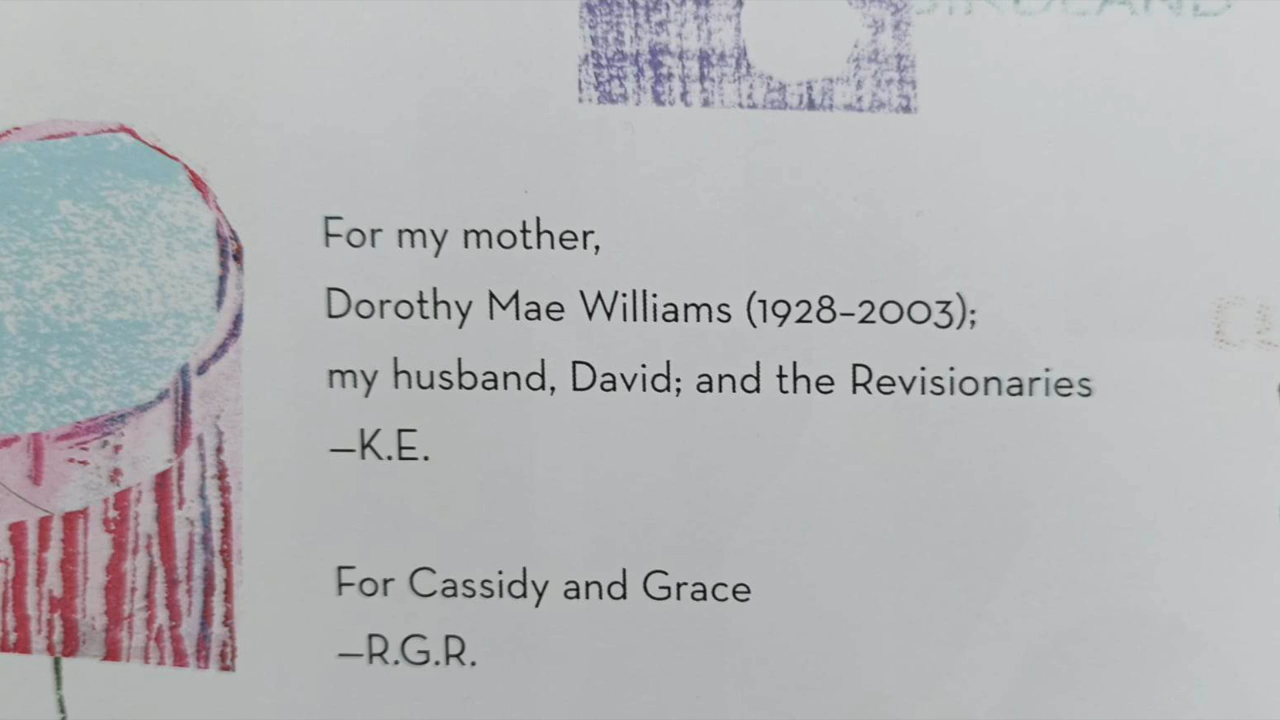 For my mother,
Dorothy Mae Williams (1928–2003);
my husband, David; and the Revisionaries
—K.E.
For Cassidy and Grace
—R.G.R.